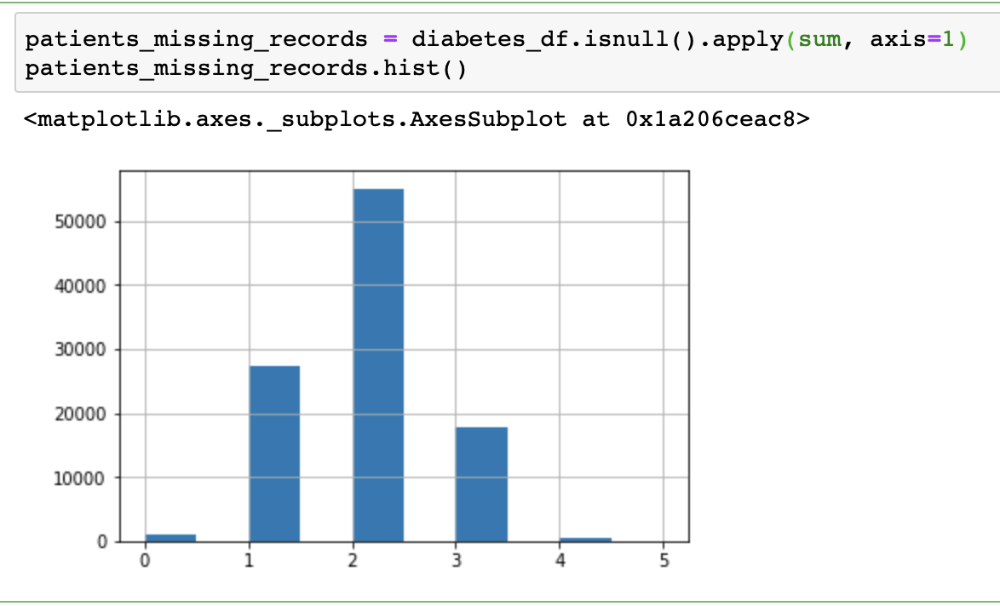 patients_missing_records = diabetes_df.isnull().apply(sum, axis=1)
patients_missing_records.hist()
<matplotlib.axes._subplots.AxesSubplot at 0x1a206ceac8>
50000
40000
30000
20000
10000
0
0 1 2 3 4 5